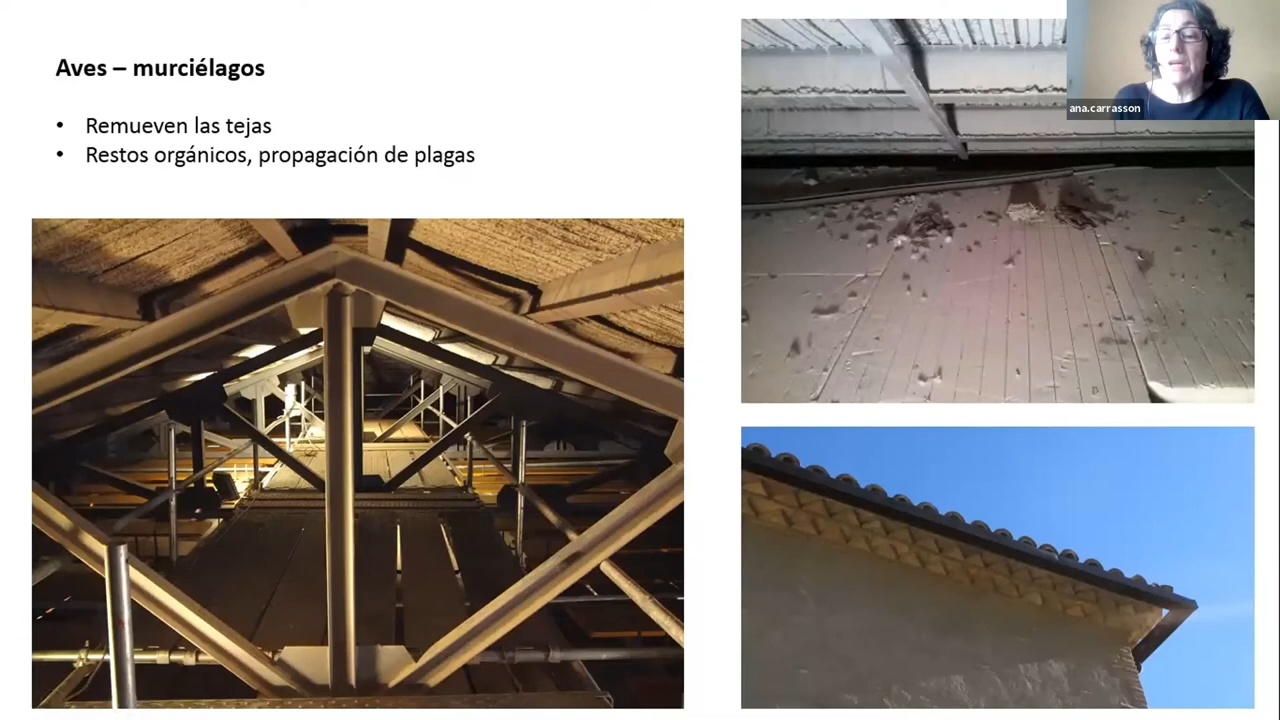 Aves – murciélagos
• Remueven las tejas
• Restos orgánicos, propagación de plagas
ana.carrasson